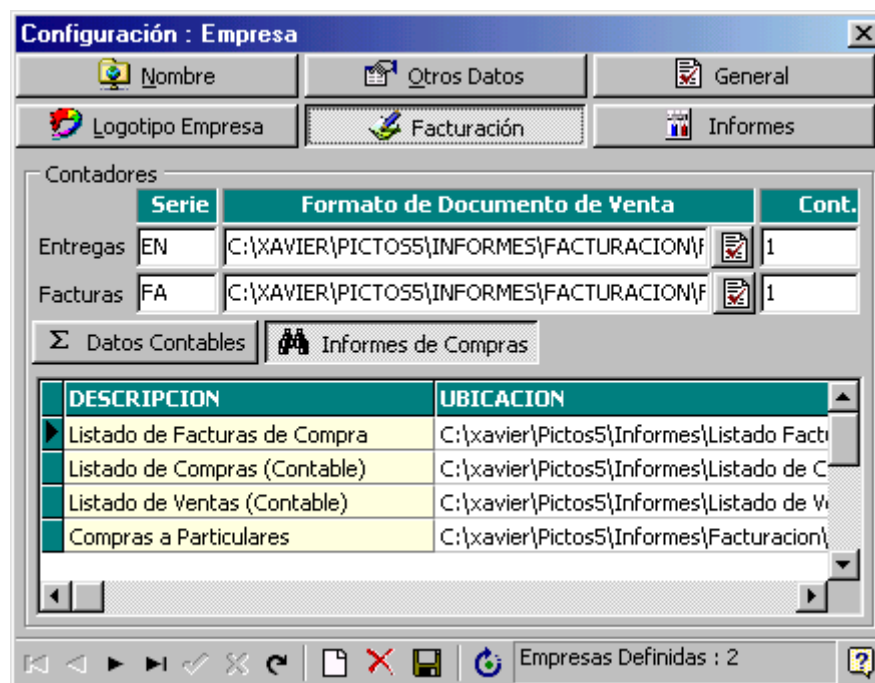 Configuración : Empresa
Nombre Otros Datos General
Logotipo Empresa Facturación Informes
Contadores
Serie Formato de Documento de Venta Cont.
Entregas EN C:\XAVIER\PICTOS5\INFORMES\FACTURACION\F 1
Facturas FA C:\XAVIER\PICTOS5\INFORMES\FACTURACION\F 1
Σ Datos Contables Informes de Compras
DESCRIPCION UBICACION
Listado de Facturas de Compra C:\xavier\Pictos5\Informes\Listado Factu
Listado de Compras (Contable) C:\xavier\Pictos5\Informes\Listado de C
Listado de Ventas (Contable) C:\xavier\Pictos5\Informes\Listado de Ve
Compras a Particulares C:\xavier\Pictos5\Informes\Facturacion\
Empresas Definidas : 2